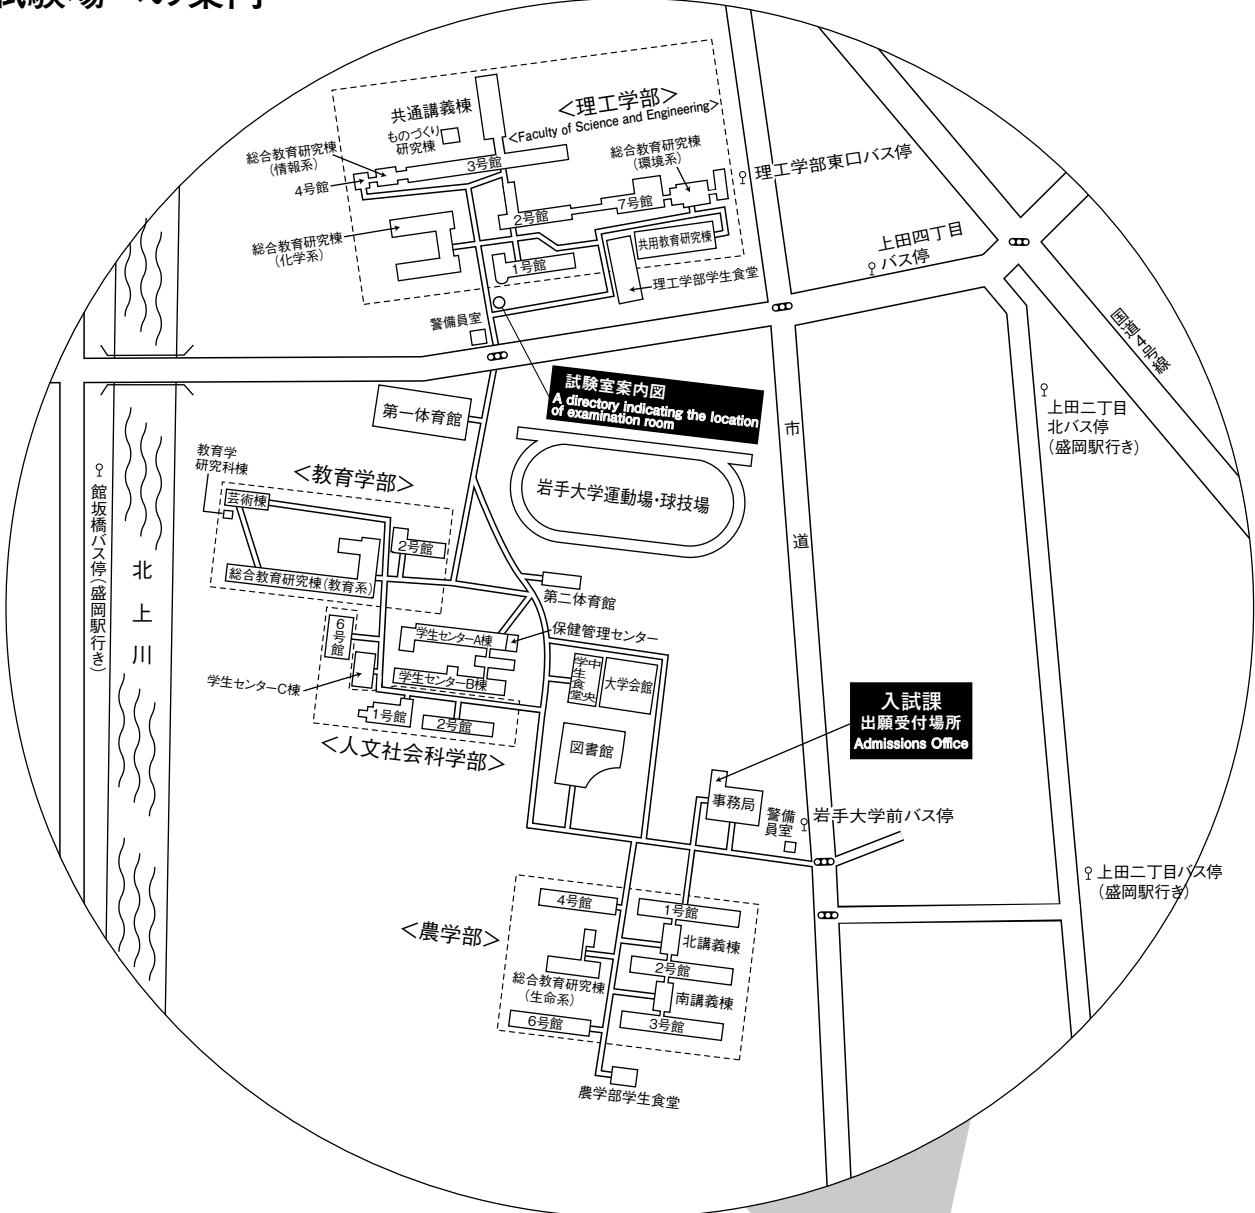 共通講義棟
ものづくり
研究棟
＜理工学部＞
＜Faculty of Science and Engineering＞
総合教育研究棟
（情報系）
4号館
3号館
総合教育研究棟
（環境系）
理工学部東口バス停
7号館
2号館
共用教育研究棟
総合教育研究棟
（化学系）
1号館
理工学部学生食堂
上田四丁目
バス停
警備員室
国道4号線
試験室案内図
A directory indicating the location
of examination room
第一体育館
市道
上田二丁目
北バス停
（盛岡駅行き）
教育学
研究科棟
＜教育学部＞
芸術棟
岩手大学運動場・球技場
館坂橋バス停（盛岡駅行き）
北上川
2号館
総合教育研究棟（教育系）
第二体育館
6号館
学生センターA棟
保健管理センター
学生センターB棟
学生センターC棟
中央
学生食堂
大学会館
1号館
2号館
＜人文社会科学部＞
図書館
入試課
出願受付場所
Admissions Office
事務局
警備
員室
岩手大学前バス停
上田二丁目バス停
（盛岡駅行き）
＜農学部＞
4号館
1号館
北講義棟
2号館
総合教育研究棟
（生命系）
南講義棟
6号館
3号館
農学部学生食堂